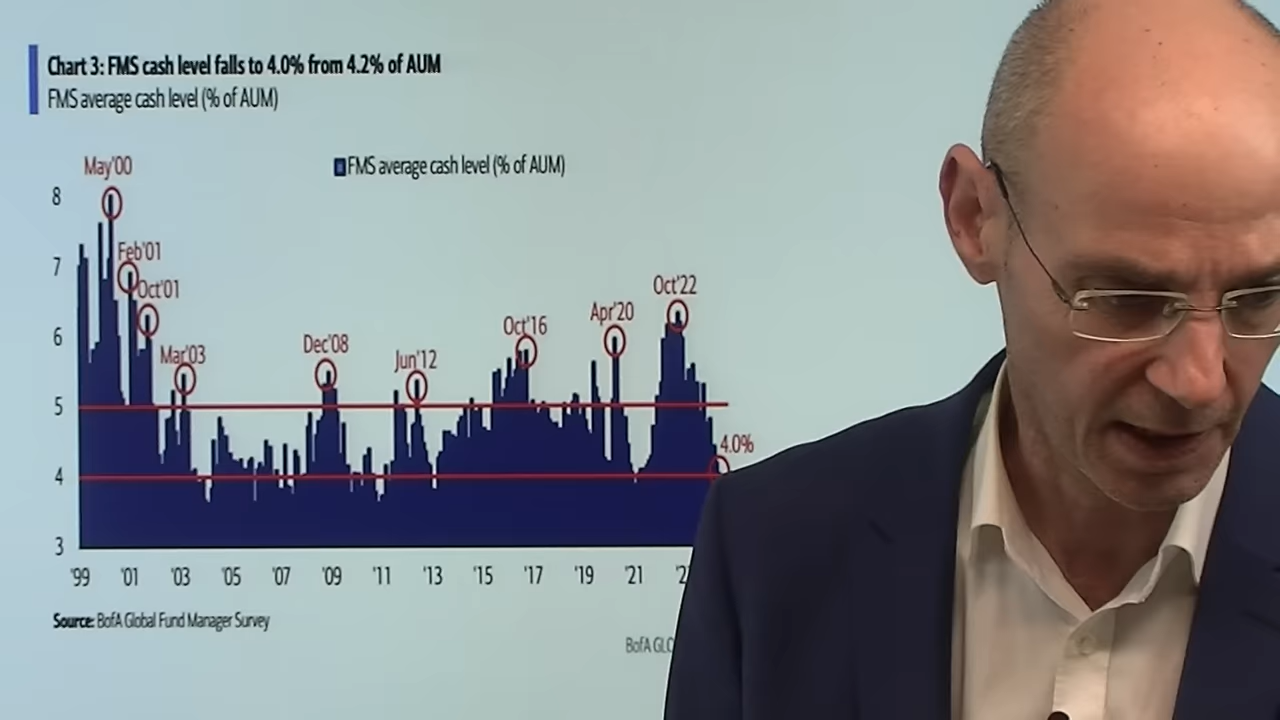 Chart 3: FMS cash level falls to 4.0% from 4.2% of AUM
FMS average cash level (% of AUM)
FMS average cash level (% of AUM)
May'00
Feb'01
Oct'01
Mar'03
Dec'08
Jun'12
Oct'16
Apr'20
Oct'22
4.0%
8
7
6
5
4
3
'99 '01 '03 '05 '07 '09 '11 '13 '15 '17 '19 '21
Source: BofA Global Fund Manager Survey
BofA